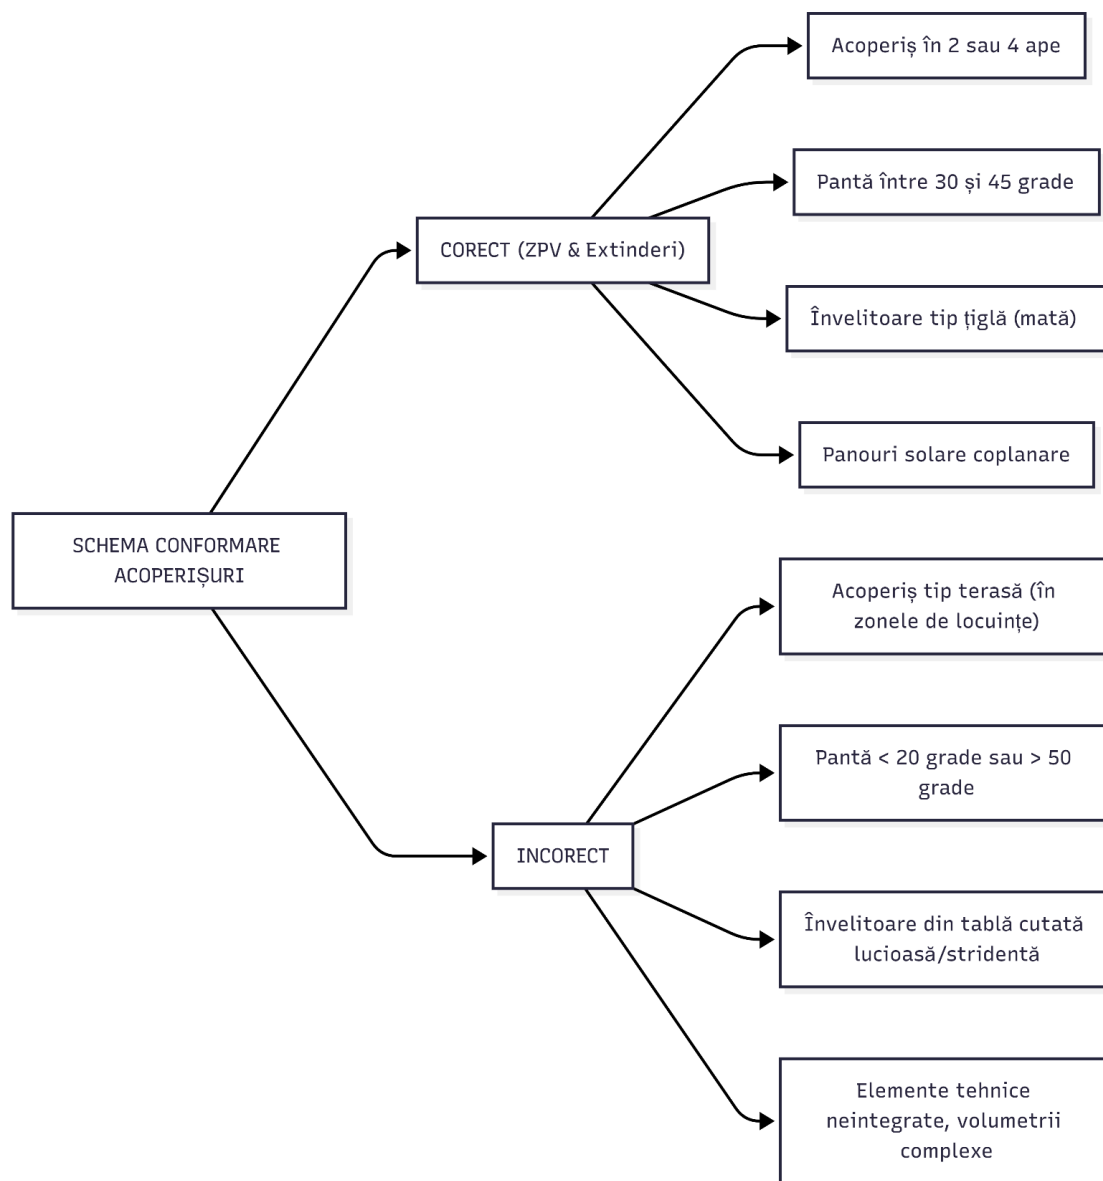 Acoperiș în 2 sau 4 ape
Pantă între 30 și 45 grade
CORECT (ZPV & Extinderi)
Învelitoare tip țiglă (mată)
Panouri solare coplanare
SCHEMA CONFORMARE
ACOPERIȘURI
Acoperiș tip terasă (în
zonele de locuințe)
Pantă < 20 grade sau > 50
grade
INCORECT
Învelitoare din tablă cutată
lucioasă/stridentă
Elemente tehnice
neintegrate, volumetrii
complexe